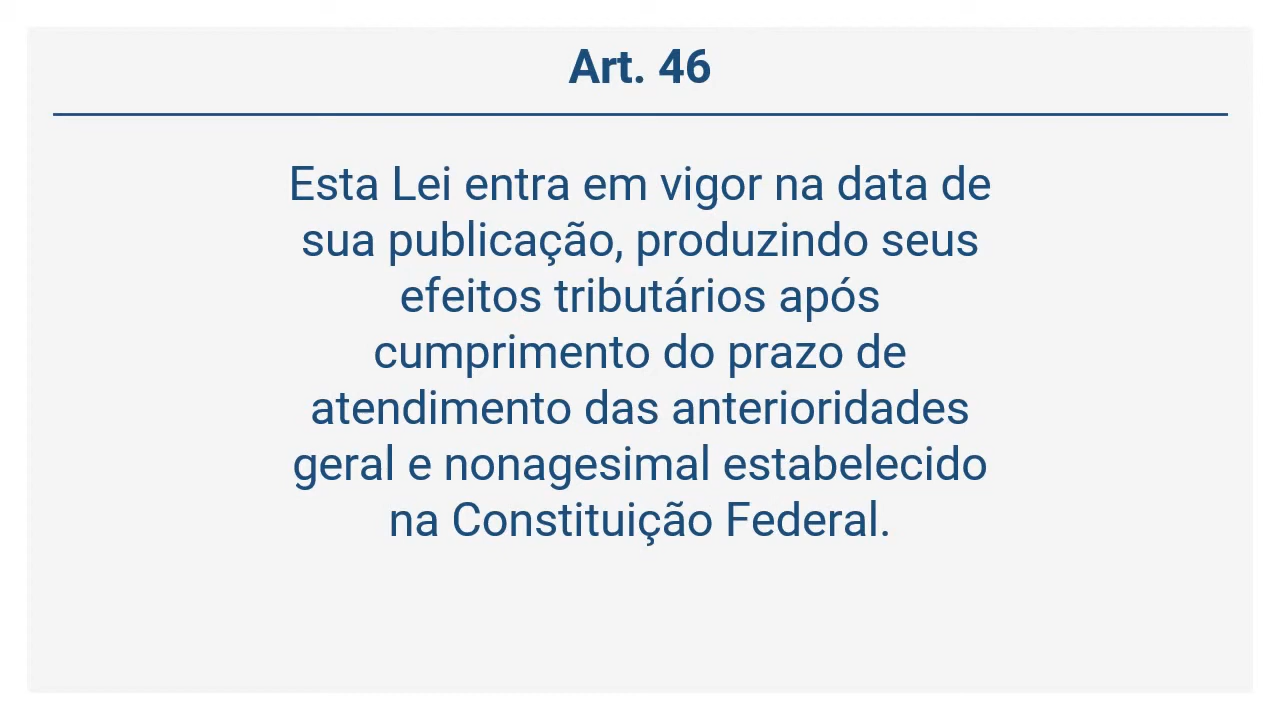 Art. 46
Esta Lei entra em vigor na data de
sua publicação, produzindo seus
efeitos tributários após
cumprimento do prazo de
atendimento das anterioridades
geral e nonagesimal estabelecido
na Constituição Federal.